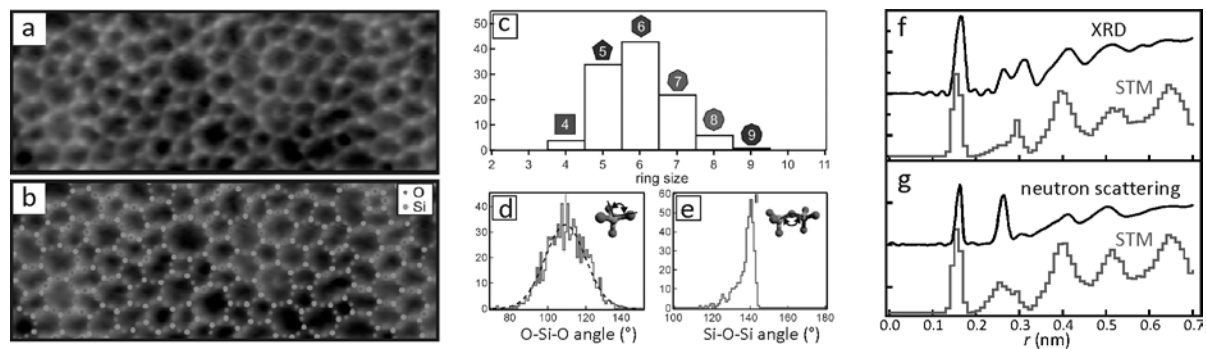 a
b
O
Si
c
50
40
30
20
10
0
4
5
6
7
8
9
2 3 4 5 6 7 8 9 10 11
ring size
d
40
30
20
10
0
80 100 120 140
O-Si-O angle (°)
e
60
50
40
30
20
10
0
100 120 140 160 180
Si-O-Si angle (°)
f
XRD
STM
g
neutron scattering
STM
0.0 0.1 0.2 0.3 0.4 0.5 0.6 0.7
r (nm)